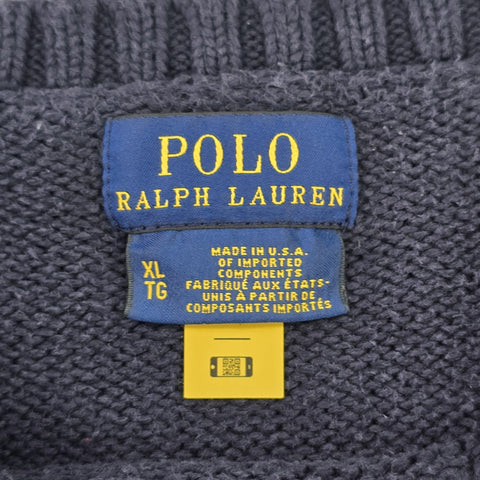 POLO
RALPH LAUREN
XL
TG
MADE IN U.S.A.
OF IMPORTED
COMPONENTS
FABRIQUÉ AUX ÉTATS-
UNIS À PARTIR DE
COMPOSANTS IMPORTÉS